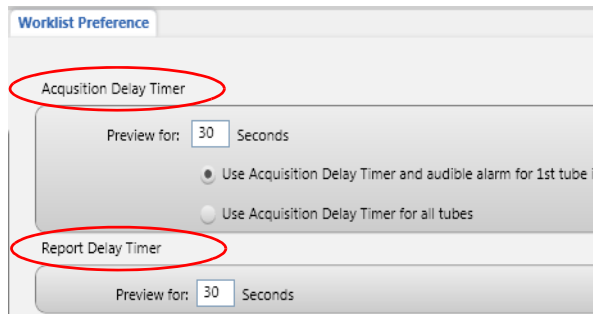 Worklist Preference
Acqusition Delay Timer
Preview for: 30 Seconds
Use Acquisition Delay Timer and audible alarm for 1st tube
Use Acquisition Delay Timer for all tubes
Report Delay Timer
Preview for: 30 Seconds